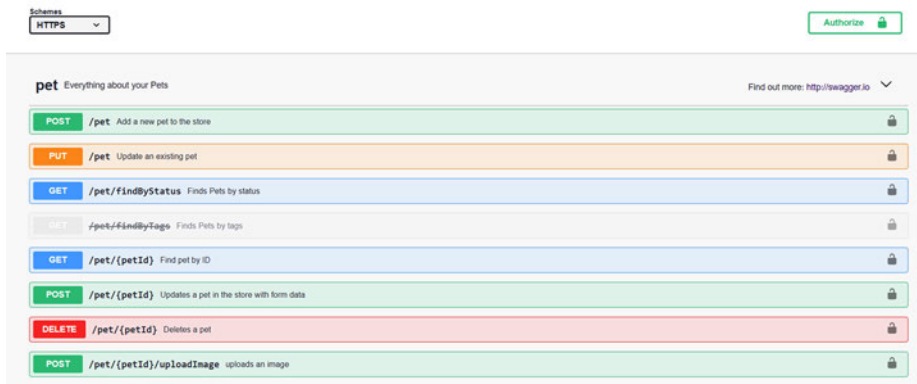 Schemes
HTTPS
Authorize
pet Everything about your Pets
Find out more: http://swagger.io
POST /pet Add a new pet to the store
PUT /pet Update an existing pet
GET /pet/findByStatus Finds Pets by status
GET /pet/findByTags Finds Pets by tags
GET /pet/{petId} Find pet by ID
POST /pet/{petId} Updates a pet in the store with form data
DELETE /pet/{petId} Deletes a pet
POST /pet/{petId}/uploadImage uploads an image